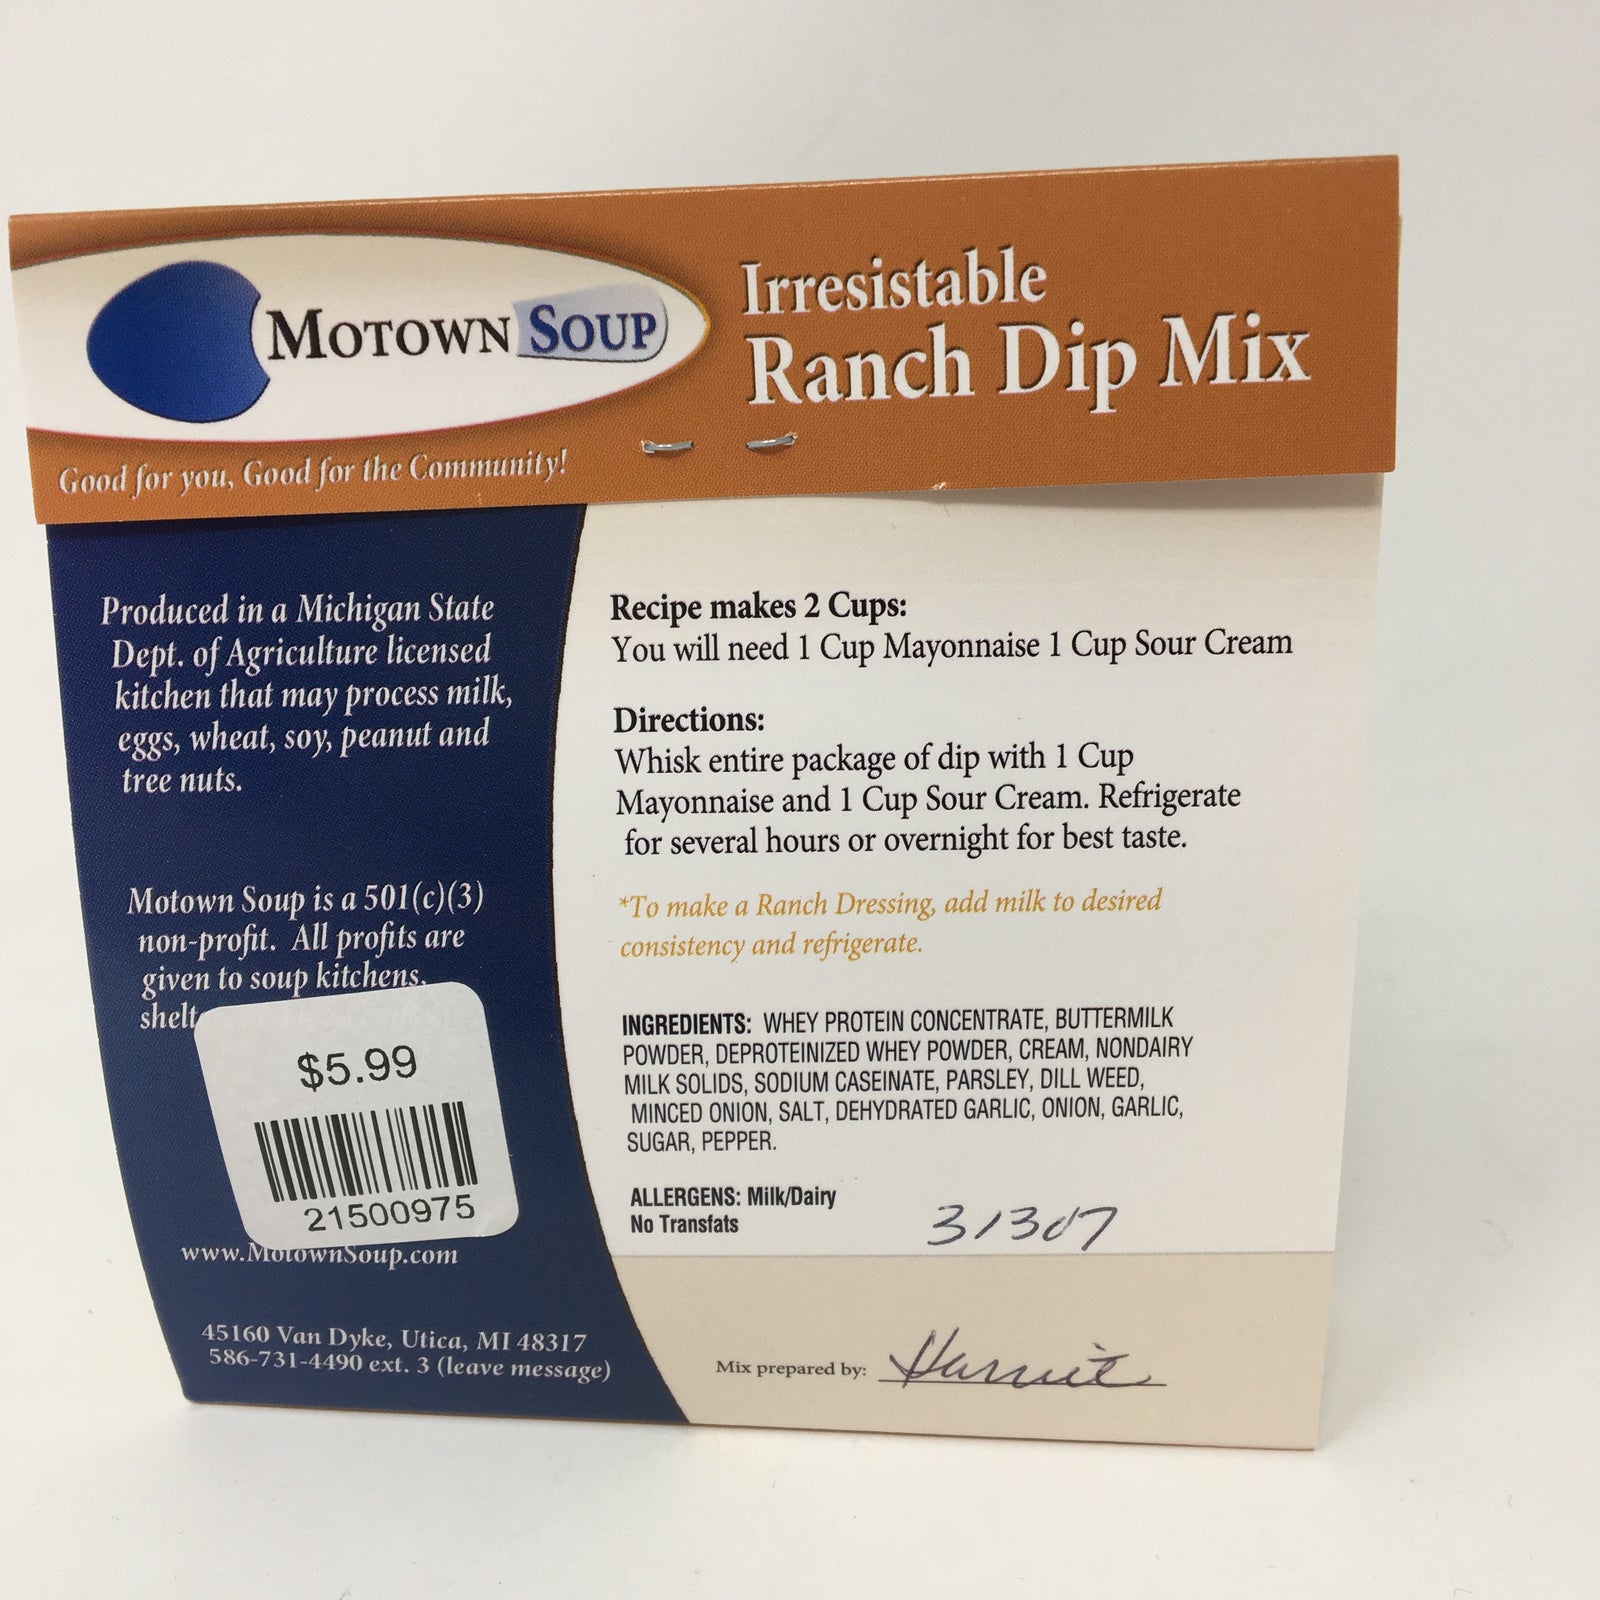 MOTOWN SOUP
Good for you, Good for the Community!
Irresistable
Ranch Dip Mix
Produced in a Michigan State
Dept. of Agriculture licensed
kitchen that may process milk,
eggs, wheat, soy, peanut and
tree nuts.
Motown Soup is a 501(c)(3)
non-profit. All profits are
given to soup kitchens,
$5.99
21500975
www.MotownSoup.com
45160 Van Dyke, Utica, MI 48317
586-731-4490 ext. 3 (leave message)
Recipe makes 2 Cups:
You will need 1 Cup Mayonnaise 1 Cup Sour Cream
Directions:
Whisk entire package of dip with 1 Cup
Mayonnaise and 1 Cup Sour Cream. Refrigerate
for several hours or overnight for best taste.
*To make a Ranch Dressing, add milk to desired
consistency and refrigerate.
INGREDIENTS: WHEY PROTEIN CONCENTRATE, BUTTERMILK
POWDER, DEPROTEINIZED WHEY POWDER, CREAM, NONDAIRY
MILK SOLIDS, SODIUM CASEINATE, PARSLEY, DILL WEED,
MINCED ONION, SALT, DEHYDRATED GARLIC, ONION, GARLIC,
SUGAR, PEPPER.
ALLERGENS: Milk/Dairy
No Transfats
31307
Mix prepared by: